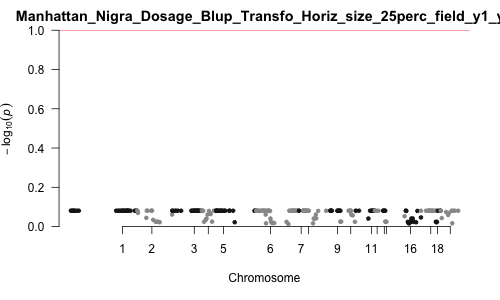 Manhattan_Nigra_Dosage_Blup_Transfo_Horiz_size_25perc_field_y1_y
1.0
0.8
0.6
0.4
0.2
0.0
− log10(p)
1 2 3 5 6 7 9 11 16 18
Chromosome